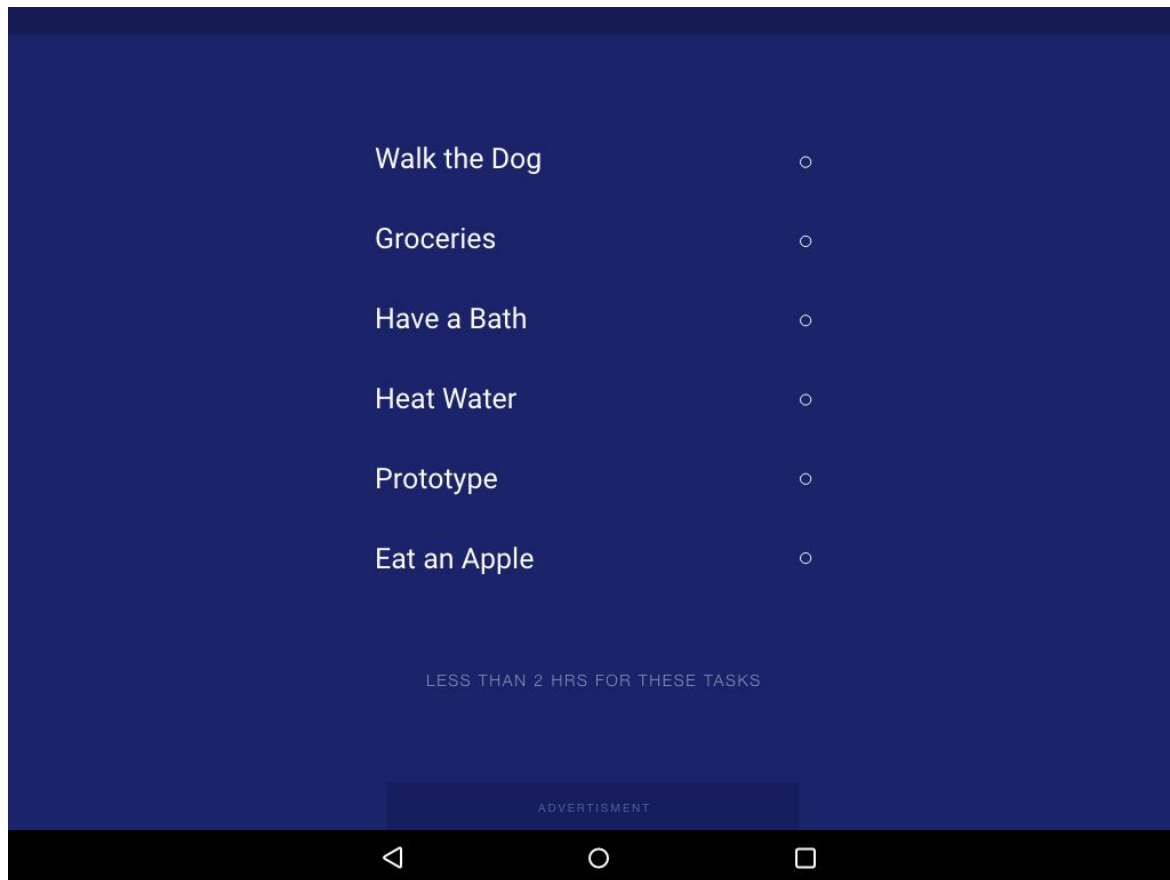 Walk the Dog
Groceries
Have a Bath
Heat Water
Prototype
Eat an Apple
LESS THAN 2 HRS FOR THESE TASKS
ADVERTISMENT